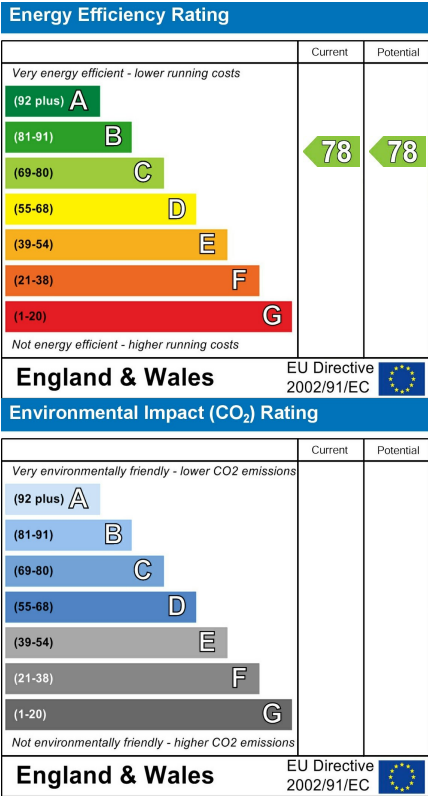 Energy Efficiency Rating
Current Potential
Very energy efficient - lower running costs
(92 plus) A
(81-91) B
78 78
(69-80) C
(55-68) D
(39-54) E
(21-38) F
(1-20) G
Not energy efficient - higher running costs
England & Wales
EU Directive
2002/91/EC
Environmental Impact (CO₂) Rating
Current Potential
Very environmentally friendly - lower CO2 emissions
(92 plus) A
(81-91) B
(69-80) C
(55-68) D
(39-54) E
(21-38) F
(1-20) G
Not environmentally friendly - higher CO2 emissions
England & Wales
EU Directive
2002/91/EC